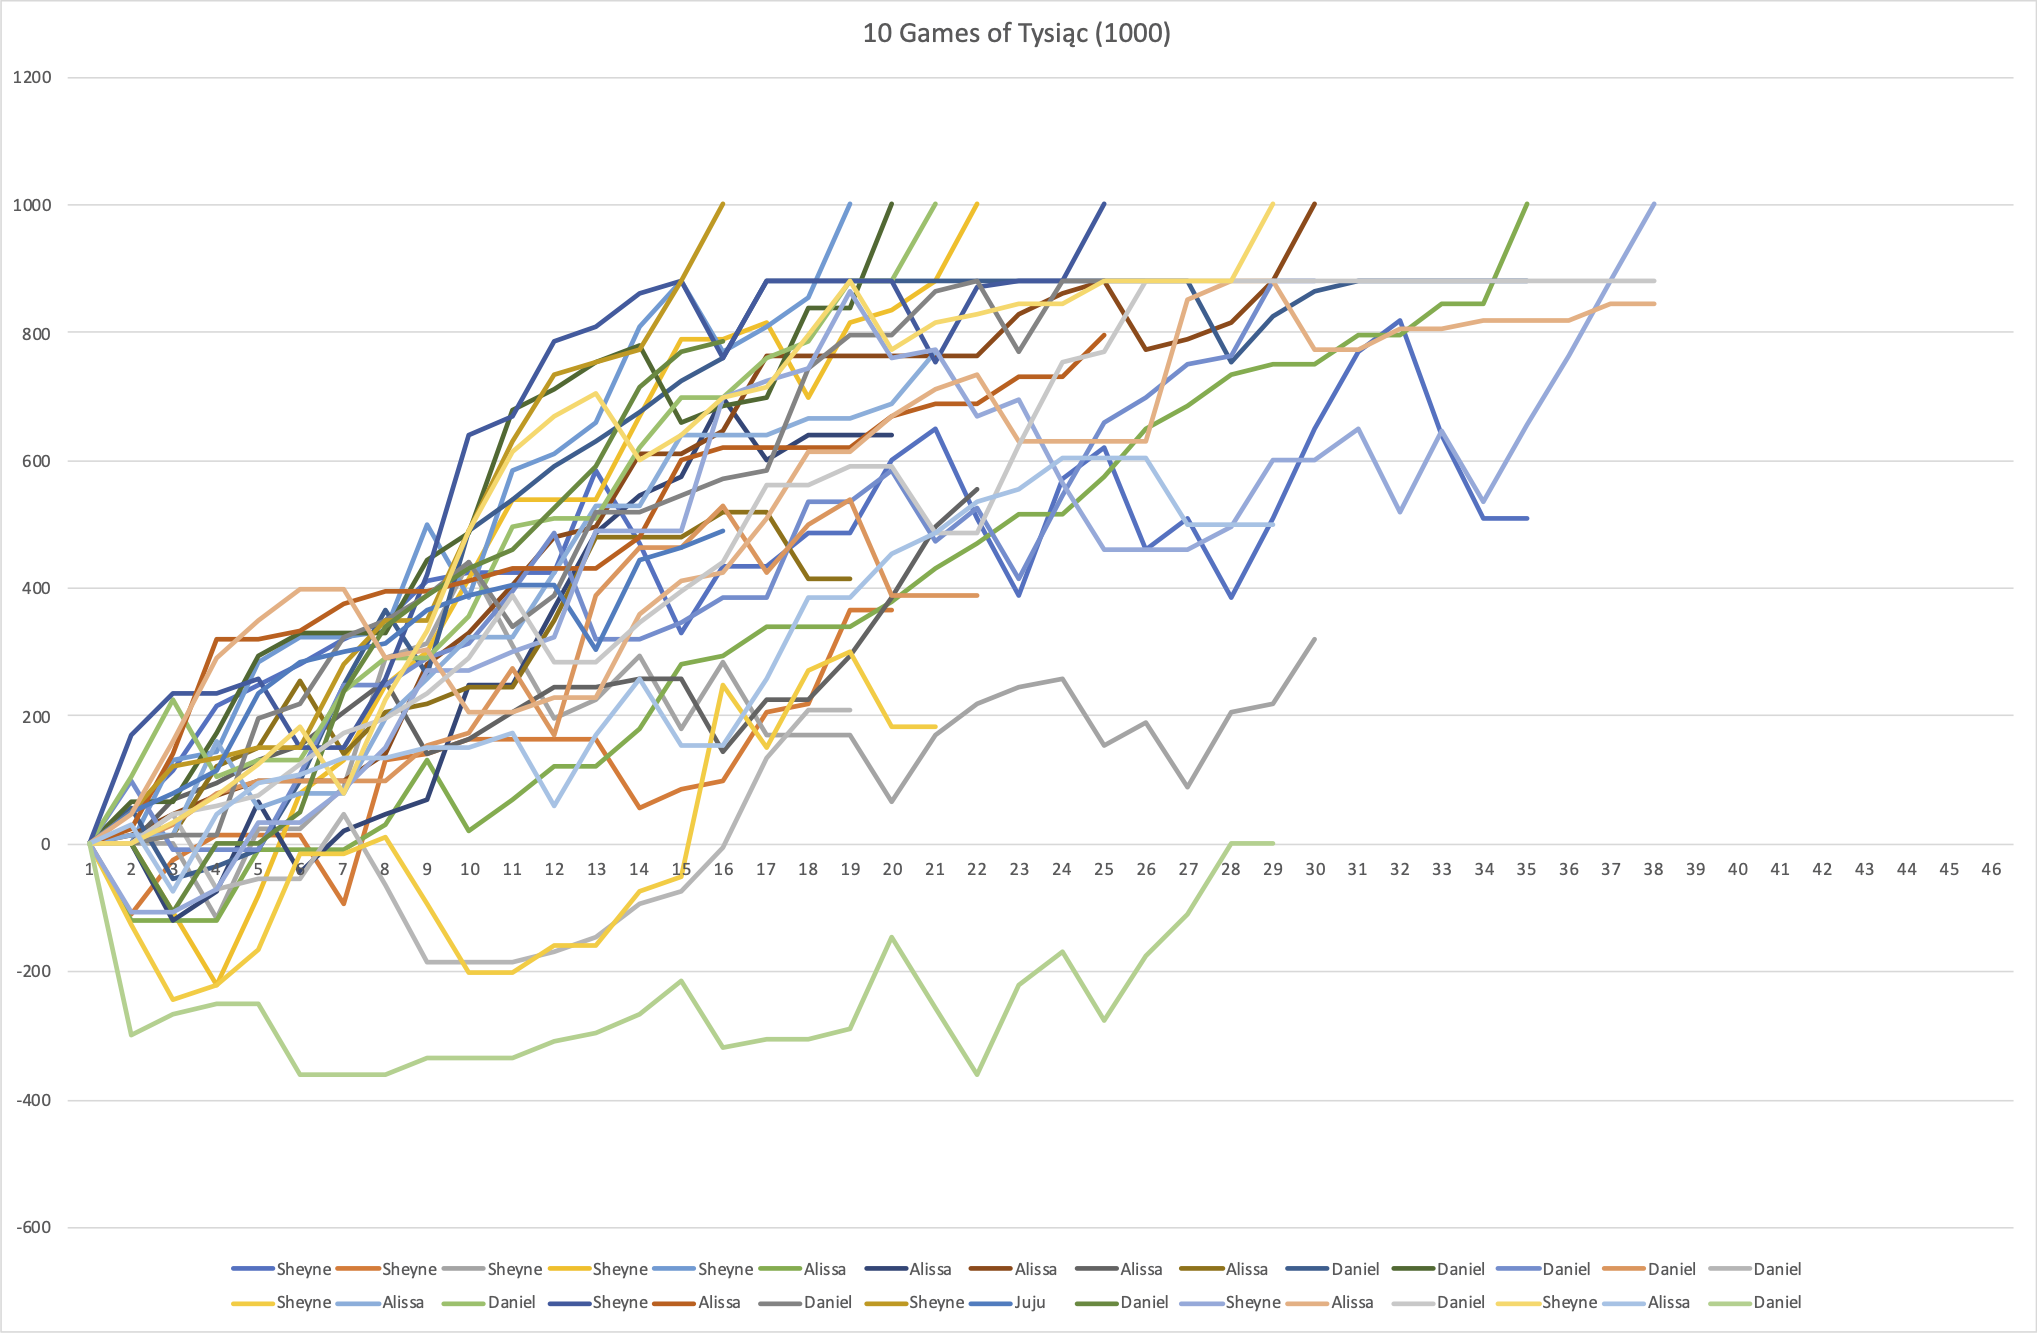 10 Games of Tysiąc (1000)
1200
1000
800
600
400
200
0
1 2 3 4 5 6 7 8 9 10 11 12 13 14 15 16 17 18 19 20 21 22 23 24 25 26 27 28 29 30 31 32 33 34 35 36 37 38 39 40 41 42 43 44 45 46
-200
-400
-600
Sheyne Sheyne Sheyne Sheyne Sheyne Alissa Alissa Alissa Alissa Alissa Daniel Daniel Daniel Daniel Daniel
Sheyne Alissa Daniel Sheyne Alissa Daniel Sheyne Juju Daniel Sheyne Alissa Daniel Sheyne Alissa Daniel